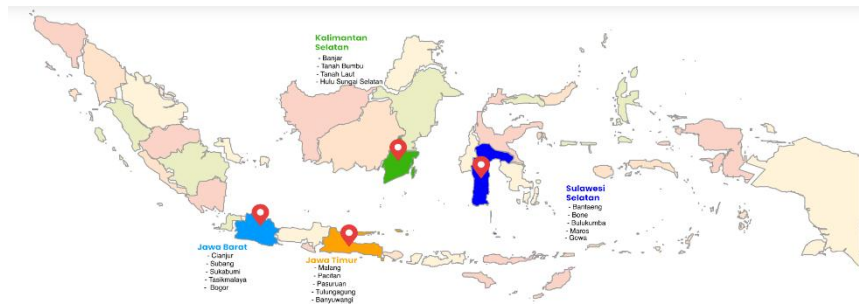 Kalimantan
Selatan
- Banjar
- Tanah Bumbu
- Tanah Laut
- Hulu Sungai Selatan
Sulawesi
Selatan
- Bantaeng
- Bone
- Bulukumba
- Maros
- Gowa
Jawa Barat
- Cianjur
- Subang
- Sukabumi
- Tasikmalaya
- Bogor
Jawa Timur
- Malang
- Pacitan
- Pasuruan
- Tulungagung
- Banyuwangi